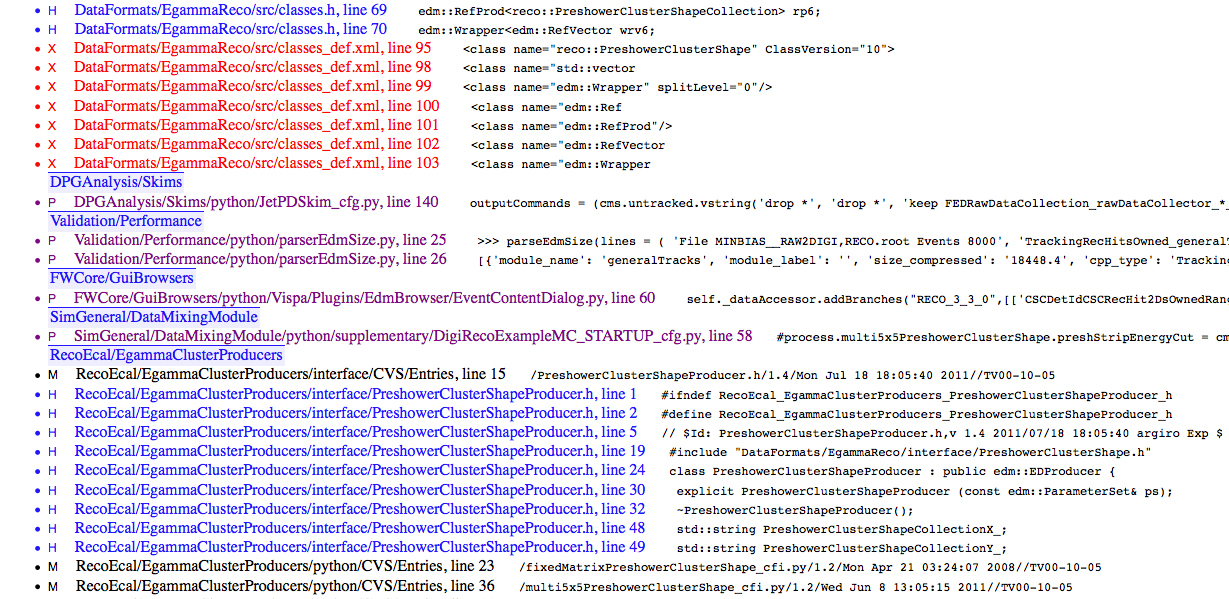 • H DataFormats/EgammaReco/src/classes.h, line 69 edm::RefProd<reco::PreshowerClusterShapeCollection> rp6;
• H DataFormats/EgammaReco/src/classes.h, line 70 edm::Wrapper<edm::RefVector wrv6;
• X DataFormats/EgammaReco/src/classes_def.xml, line 95 <class name="reco::PreshowerClusterShape" ClassVersion="10">
• X DataFormats/EgammaReco/src/classes_def.xml, line 98 <class name="std::vector
• X DataFormats/EgammaReco/src/classes_def.xml, line 99 <class name="edm::Wrapper" splitLevel="0"/>
• X DataFormats/EgammaReco/src/classes_def.xml, line 100 <class name="edm::Ref
• X DataFormats/EgammaReco/src/classes_def.xml, line 101 <class name="edm::RefProd"/>
• X DataFormats/EgammaReco/src/classes_def.xml, line 102 <class name="edm::RefVector
• X DataFormats/EgammaReco/src/classes_def.xml, line 103 <class name="edm::Wrapper
DPGAnalysis/Skims
• P DPGAnalysis/Skims/python/JetPDSkim_cfg.py, line 140 outputCommands = (cms.untracked.vstring('drop *', 'drop *', 'keep FEDRawDataCollection_rawDataCollector_*_
Validation/Performance
• P Validation/Performance/python/parserEdmSize.py, line 25 >>> parseEdmSize(lines = ( 'File MINBIAS__RAW2DIGI,RECO.root Events 8000', 'TrackingRecHitsOwned_generalT
• P Validation/Performance/python/parserEdmSize.py, line 26 [{'module_name': 'generalTracks', 'module_label': '', 'size_compressed': '18448.4', 'cpp_type': 'Tracking
FWCore/GuiBrowsers
• P FWCore/GuiBrowsers/python/Vispa/Plugins/EdmBrowser/EventContentDialog.py, line 60 self._dataAccessor.addBranches("RECO_3_3_0",[['CSCDetIdCSCRecHit2DsOwnedRan
SimGeneral/DataMixingModule
• P SimGeneral/DataMixingModule/python/supplementary/DigiRecoExampleMC_STARTUP_cfg.py, line 58 #process.multi5x5PreshowerClusterShape.preshStripEnergyCut = cm
RecoEcal/EgammaClusterProducers
• M RecoEcal/EgammaClusterProducers/interface/CVS/Entries, line 15 /PreshowerClusterShapeProducer.h/1.4/Mon Jul 18 18:05:40 2011//TV00-10-05
• H RecoEcal/EgammaClusterProducers/interface/PreshowerClusterShapeProducer.h, line 1 #ifndef RecoEcal_EgammaClusterProducers_PreshowerClusterShapeProducer_h
• H RecoEcal/EgammaClusterProducers/interface/PreshowerClusterShapeProducer.h, line 2 #define RecoEcal_EgammaClusterProducers_PreshowerClusterShapeProducer_h
• H RecoEcal/EgammaClusterProducers/interface/PreshowerClusterShapeProducer.h, line 5 // $Id: PreshowerClusterShapeProducer.h,v 1.4 2011/07/18 18:05:40 argiro Exp $
• H RecoEcal/EgammaClusterProducers/interface/PreshowerClusterShapeProducer.h, line 19 #include "DataFormats/EgammaReco/interface/PreshowerClusterShape.h"
• H RecoEcal/EgammaClusterProducers/interface/PreshowerClusterShapeProducer.h, line 24 class PreshowerClusterShapeProducer : public edm::EDProducer {
• H RecoEcal/EgammaClusterProducers/interface/PreshowerClusterShapeProducer.h, line 30 explicit PreshowerClusterShapeProducer (const edm::ParameterSet& ps);
• H RecoEcal/EgammaClusterProducers/interface/PreshowerClusterShapeProducer.h, line 32 ~PreshowerClusterShapeProducer();
• H RecoEcal/EgammaClusterProducers/interface/PreshowerClusterShapeProducer.h, line 48 std::string PreshowerClusterShapeCollectionX_;
• H RecoEcal/EgammaClusterProducers/interface/PreshowerClusterShapeProducer.h, line 49 std::string PreshowerClusterShapeCollectionY_;
• M RecoEcal/EgammaClusterProducers/python/CVS/Entries, line 23 /fixedMatrixPreshowerClusterShape_cfi.py/1.2/Mon Apr 21 03:24:07 2008//TV00-10-05
• M RecoEcal/EgammaClusterProducers/python/CVS/Entries, line 36 /multi5x5PreshowerClusterShape_cfi.py/1.2/Wed Jun 8 13:05:15 2011//TV00-10-05